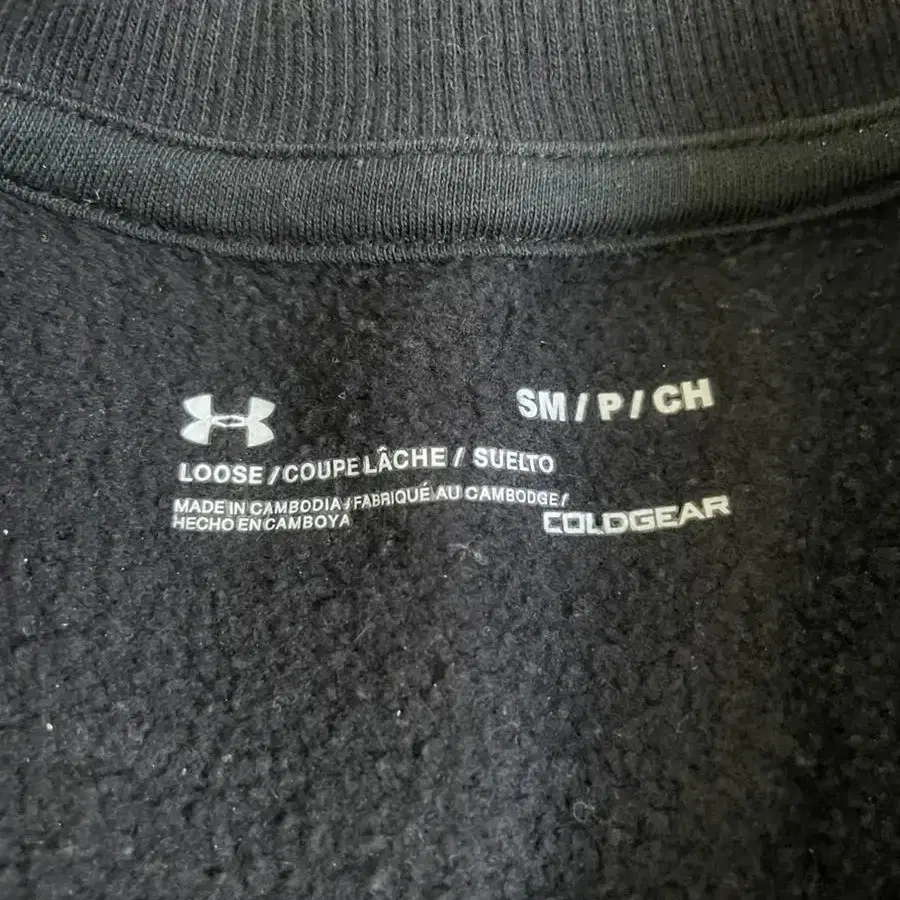 SM / P / CH
LOOSE / COUPE LÂCHE / SUELTO
MADE IN CAMBODIA / FABRIQUÉ AU CAMBODGE /
HECHO EN CAMBOYA
COLDGEAR